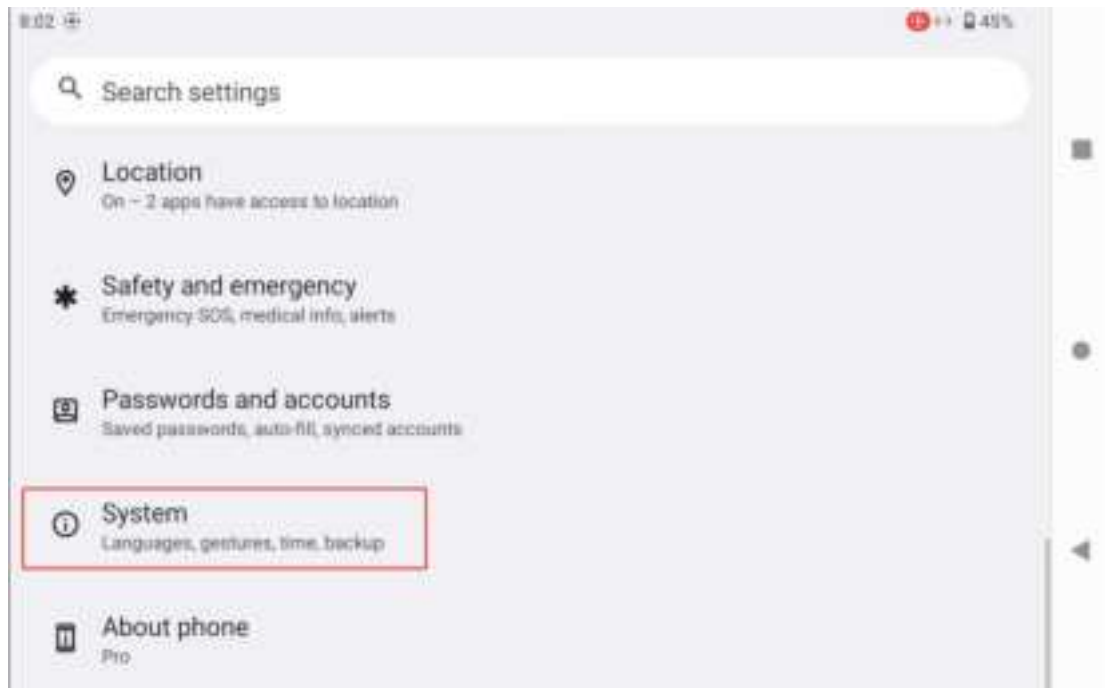 8:02
45%
Search settings
Location
On – 2 apps have access to location
Safety and emergency
Emergency SOS, medical info, alerts
Passwords and accounts
Saved passwords, auto-fill, synced accounts
System
Languages, gestures, time, backup
About phone
Pro